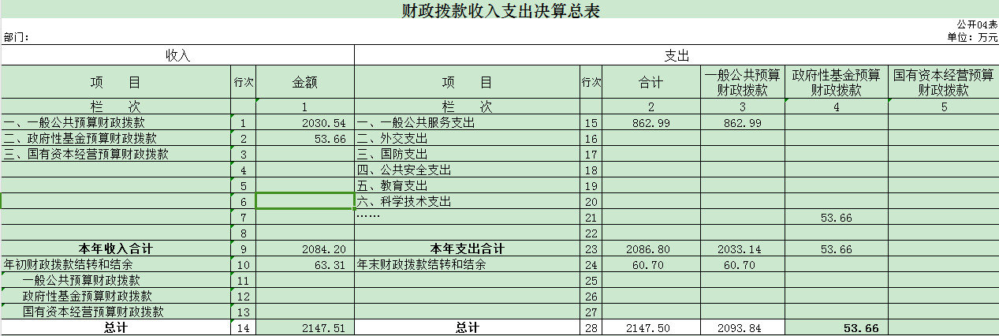 财政拨款收入支出决算总表
公开04表
部门： 单位：万元
收入 支出
项 目 行次 金额 项 目 行次 合计 一般公共预算财政拨款 政府性基金预算财政拨款 国有资本经营预算财政拨款
栏 次 1 栏 次 2 3 4 5
一、一般公共预算财政拨款 1 2030.54 一、一般公共服务支出 15 862.99 862.99
二、政府性基金预算财政拨款 2 53.66 二、外交支出 16
三、国有资本经营预算财政拨款 3 三、国防支出 17
4 四、公共安全支出 18
5 五、教育支出 19
6 六、科学技术支出 20
7 …… 21 53.66
8 22
本年收入合计 9 2084.20 本年支出合计 23 2086.80 2033.14 53.66
年初财政拨款结转和结余 10 63.31 年末财政拨款结转和结余 24 60.70 60.70
一般公共预算财政拨款 11 25
政府性基金预算财政拨款 12 26
国有资本经营预算财政拨款 13 27
总计 14 2147.51 总计 28 2147.50 2093.84 53.66